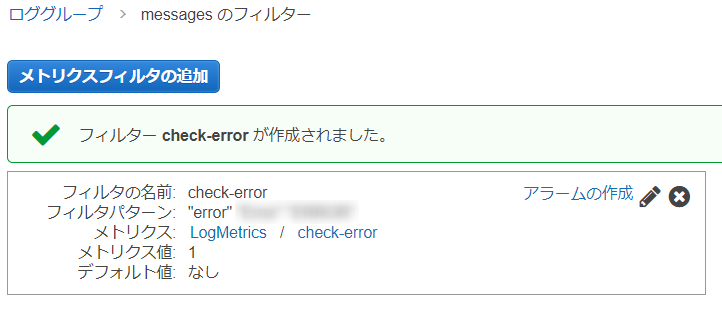 ロググループ > messages のフィルター
メトリクスフィルタの追加
フィルター check-error が作成されました。
フィルタの名前: check-error
アラームの作成
フィルタパターン: "error"
メトリクス: LogMetrics / check-error
メトリクス値: 1
デフォルト値: なし